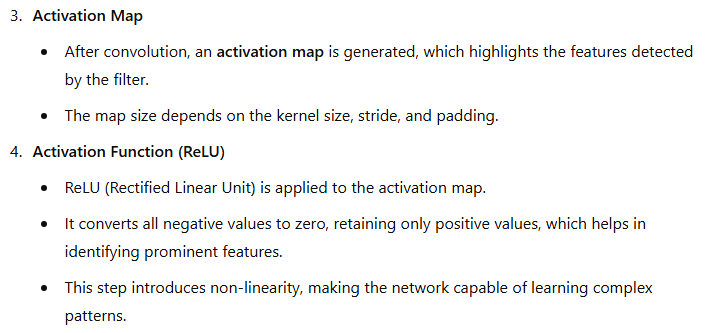 3. Activation Map
• After convolution, an activation map is generated, which highlights the features detected
by the filter.
• The map size depends on the kernel size, stride, and padding.
4. Activation Function (ReLU)
• ReLU (Rectified Linear Unit) is applied to the activation map.
• It converts all negative values to zero, retaining only positive values, which helps in
identifying prominent features.
• This step introduces non-linearity, making the network capable of learning complex
patterns.